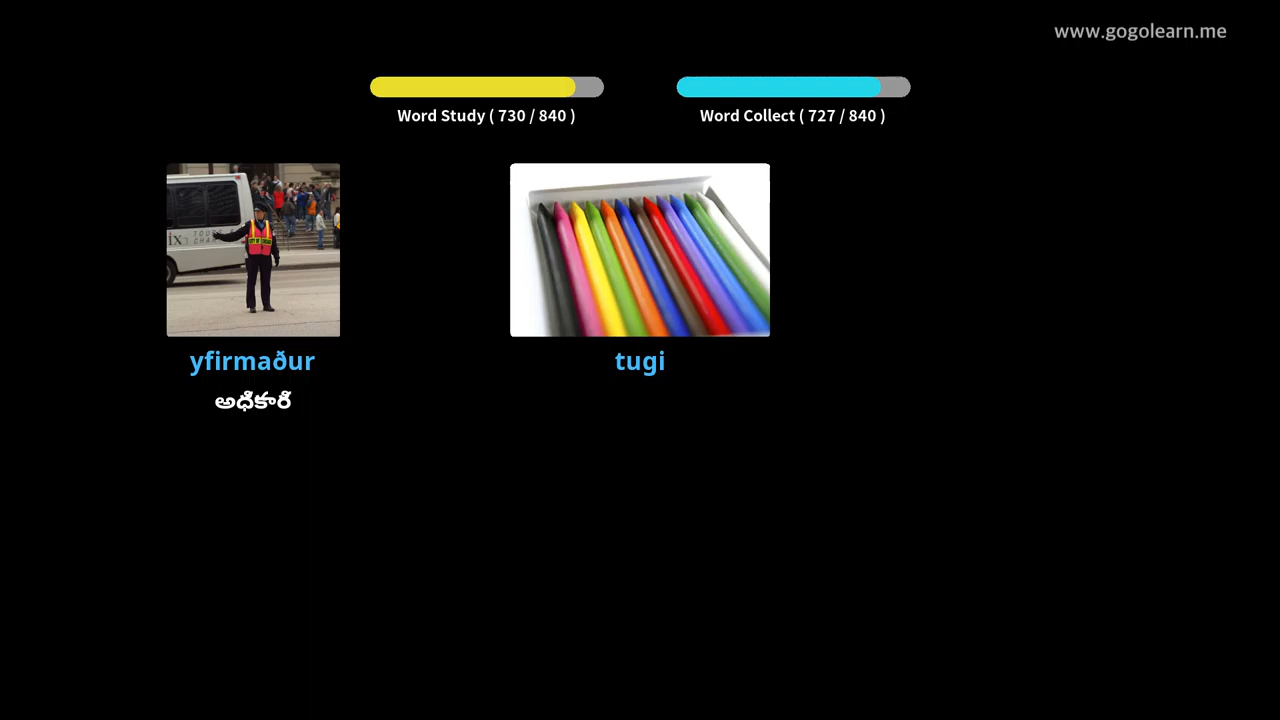 www.gogolearn.me
Word Study ( 730 / 840 )
Word Collect ( 727 / 840 )
yfirmaður
tugi
అధికారి